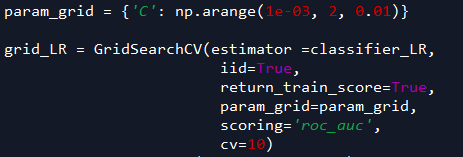 param_grid = {'C': np.arange(1e-03, 2, 0.01)}
grid_LR = GridSearchCV(estimator =classifier_LR,
iid=True,
return_train_score=True,
param_grid=param_grid,
scoring='roc_auc',
cv=10)